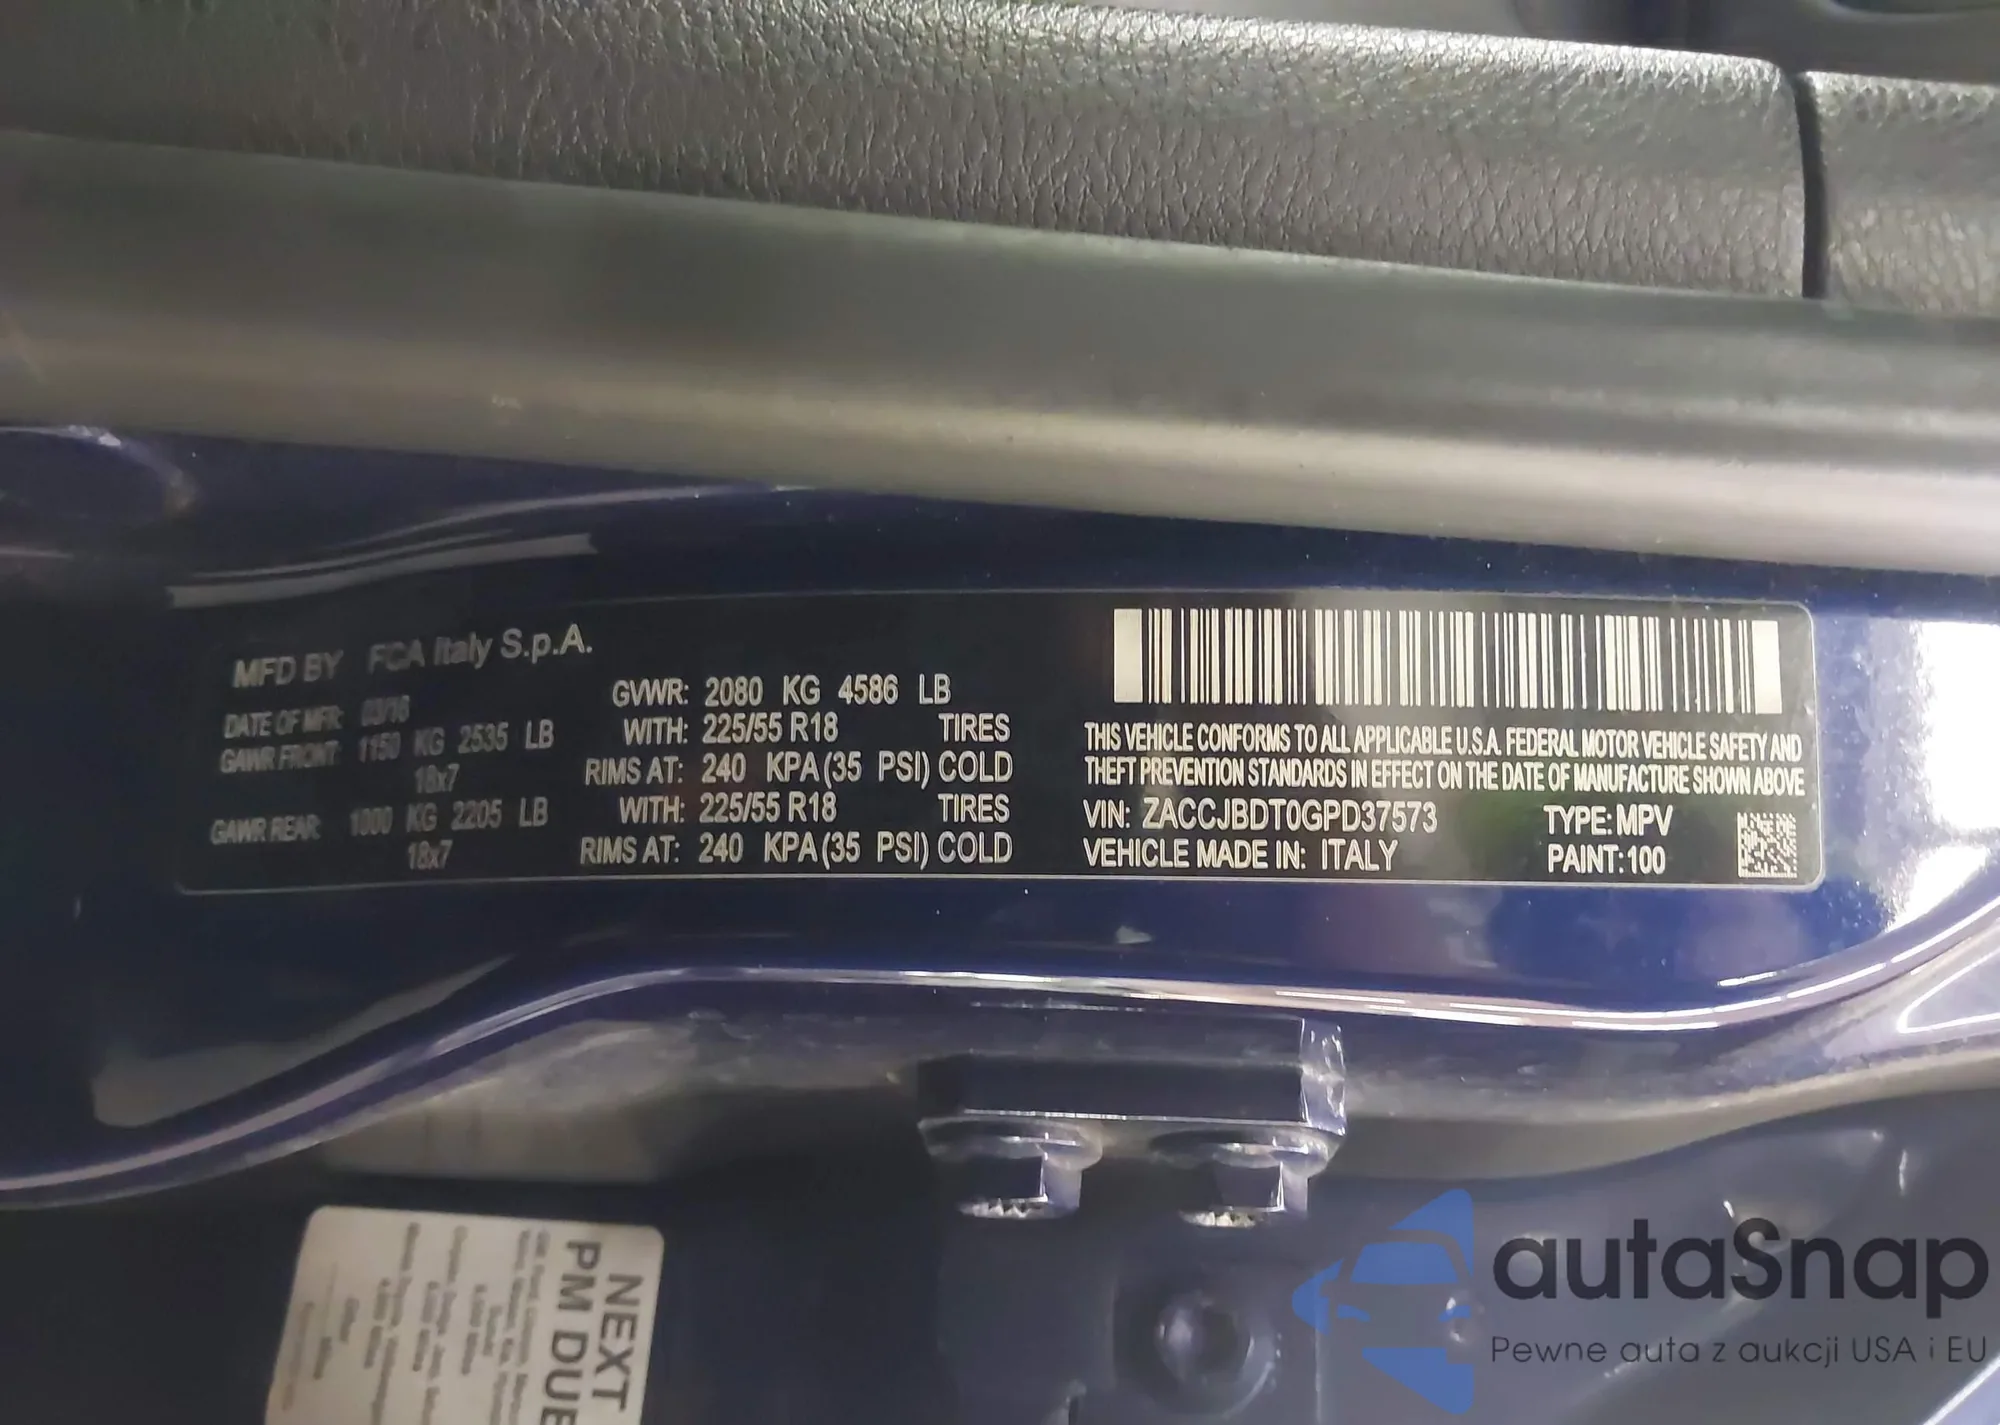 MFD BY FCA Italy S.p.A.
DATE OF MFR: 03/16
GVWR: 2080 KG 4586 LB
GAWR FRONT: 1150 KG 2535 LB WITH: 225/55 R18 TIRES
18x7 RIMS AT: 240 KPA(35 PSI) COLD
GAWR REAR: 1000 KG 2205 LB WITH: 225/55 R18 TIRES
18x7 RIMS AT: 240 KPA(35 PSI) COLD
THIS VEHICLE CONFORMS TO ALL APPLICABLE U.S.A. FEDERAL MOTOR VEHICLE SAFETY AND
THEFT PREVENTION STANDARDS IN EFFECT ON THE DATE OF MANUFACTURE SHOWN ABOVE
VIN: ZACCJBDT0GPD37573 TYPE: MPV
VEHICLE MADE IN: ITALY PAINT: 100
NEXT
PM DUE
autaSnap
Pewne auta z aukcji USA i EU